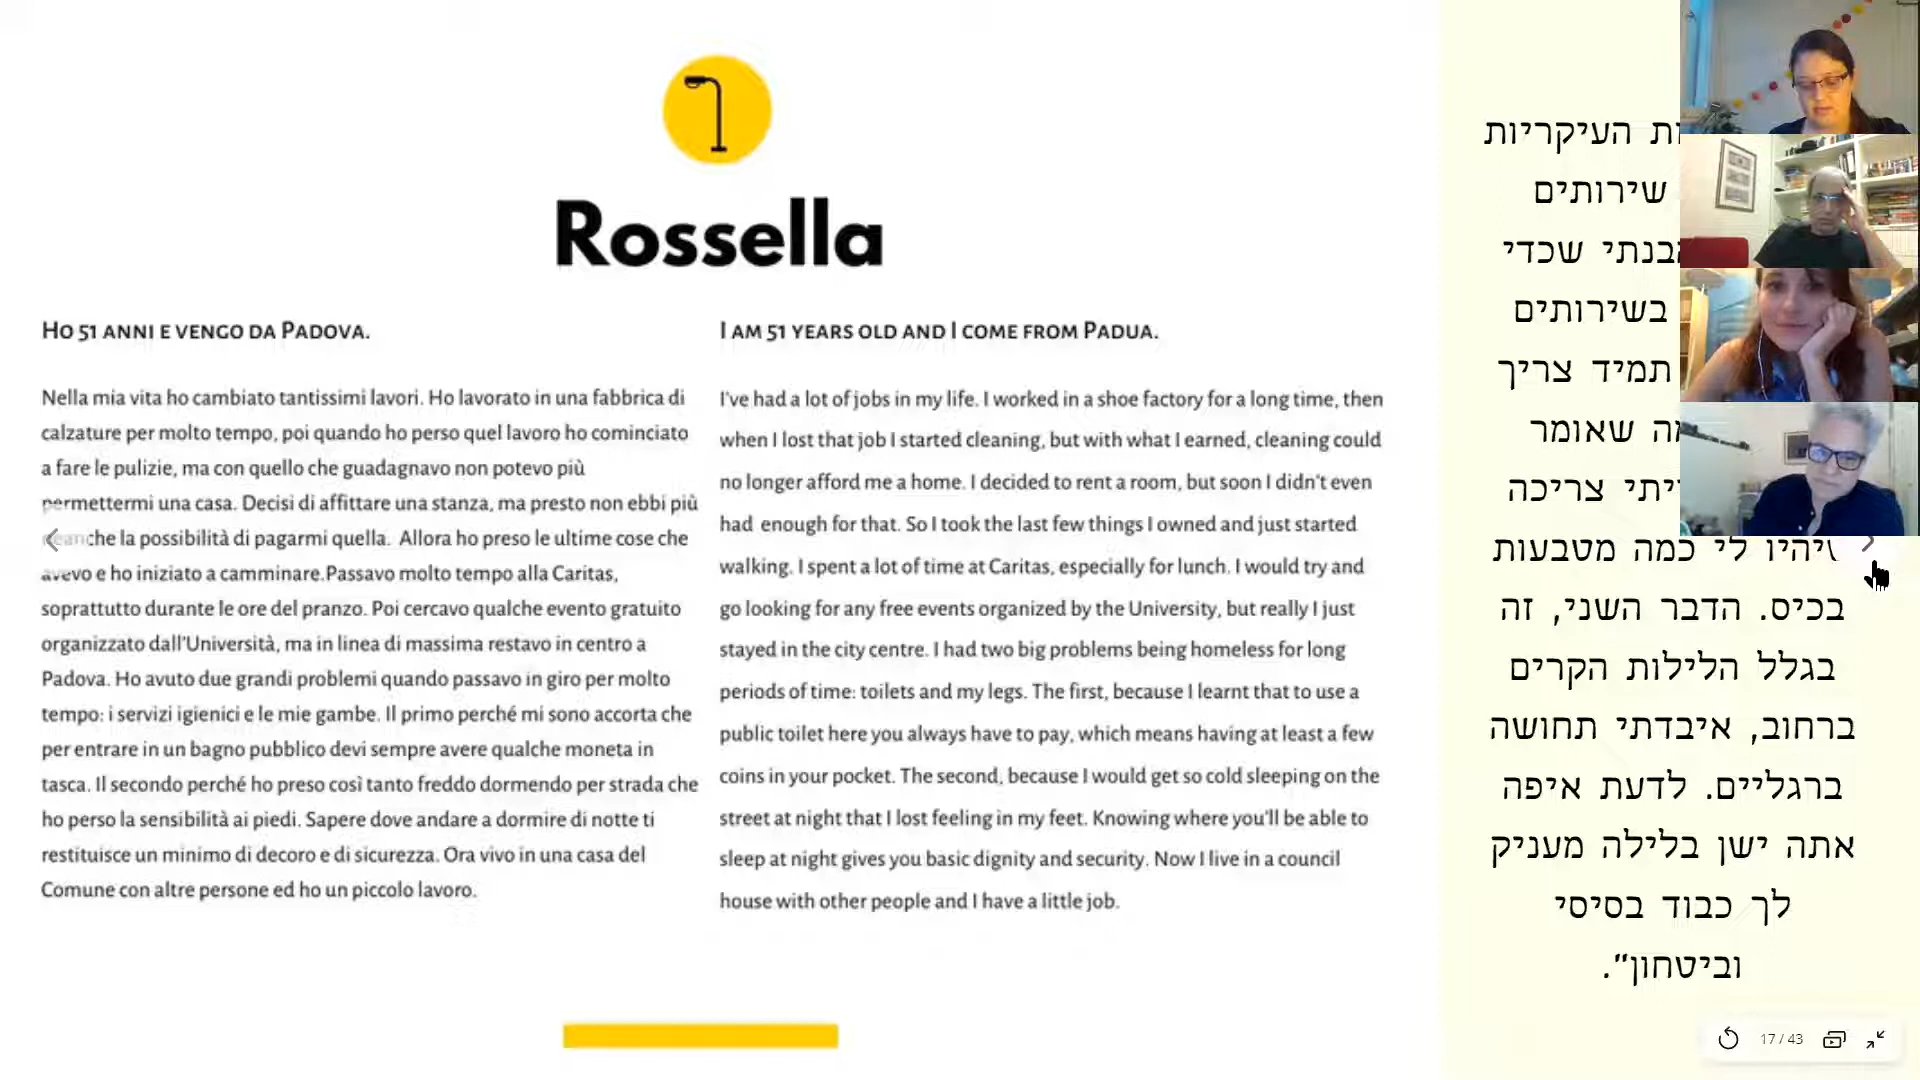 Rossella
Ho 51 anni e vengo da Padova.
Nella mia vita ho cambiato tantissimi lavori. Ho lavorato in una fabbrica di
calzature per molto tempo, poi quando ho perso quel lavoro ho cominciato
a fare le pulizie, ma con quello che guadagnavo non potevo più
permettermi una casa. Decisi di affittare una stanza, ma presto non ebbi più
neanche la possibilità di pagarmi quella. Allora ho preso le ultime cose che
avevo e ho iniziato a camminare.Passavo molto tempo alla Caritas,
soprattutto durante le ore del pranzo. Poi cercavo qualche evento gratuito
organizzato dall'Università, ma in linea di massima restavo in centro a
Padova. Ho avuto due grandi problemi quando passavo in giro per molto
tempo: i servizi igienici e le mie gambe. Il primo perché mi sono accorta che
per entrare in un bagno pubblico devi sempre avere qualche moneta in
tasca. Il secondo perché ho preso così tanto freddo dormendo per strada che
ho perso la sensibilità ai piedi. Sapere dove andare a dormire di notte ti
restituisce un minimo di decoro e di sicurezza. Ora vivo in una casa del
Comune con altre persone ed ho un piccolo lavoro.
I am 51 years old and I come from Padua.
I've had a lot of jobs in my life. I worked in a shoe factory for a long time, then
when I lost that job I started cleaning, but with what I earned, cleaning could
no longer afford me a home. I decided to rent a room, but soon I didn't even
had enough for that. So I took the last few things I owned and just started
walking. I spent a lot of time at Caritas, especially for lunch. I would try and
go looking for any free events organized by the University, but really I just
stayed in the city centre. I had two big problems being homeless for long
periods of time: toilets and my legs. The first, because I learnt that to use a
public toilet here you always have to pay, which means having at least a few
coins in your pocket. The second, because I would get so cold sleeping on the
street at night that I lost feeling in my feet. Knowing where you'll be able to
sleep at night gives you basic dignity and security. Now I live in a council
house with other people and I have a little job.
העיקריות
שירותים
שכדי
בשירותים
תמיד צריך
שאומר
צריכה
שיהיו לי כמה מטבעות
בכיס. הדבר השני, זה
בגלל הלילות הקרים
ברחוב, איבדתי תחושה
ברגליים. לדעת איפה
אתה ישן בלילה מעניק
לך כבוד בסיסי
וביטחון".
17 / 43